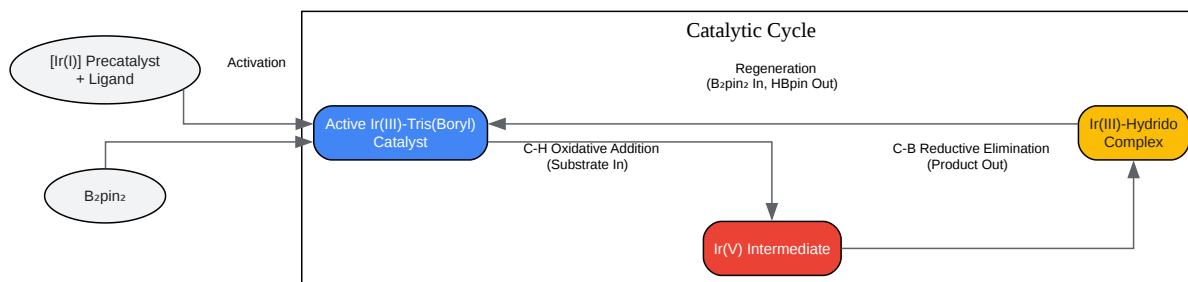 Catalytic Cycle
[Ir(I)] Precatalyst
+ Ligand
Activation
Regeneration
(B₂pin₂ In, HBpin Out)
Active Ir(III)-Tris(Boryl)
Catalyst
Ir(III)-Hydrido
Complex
C-H Oxidative Addition
(Substrate In)
C-B Reductive Elimination
(Product Out)
B₂pin₂
Ir(V) Intermediate